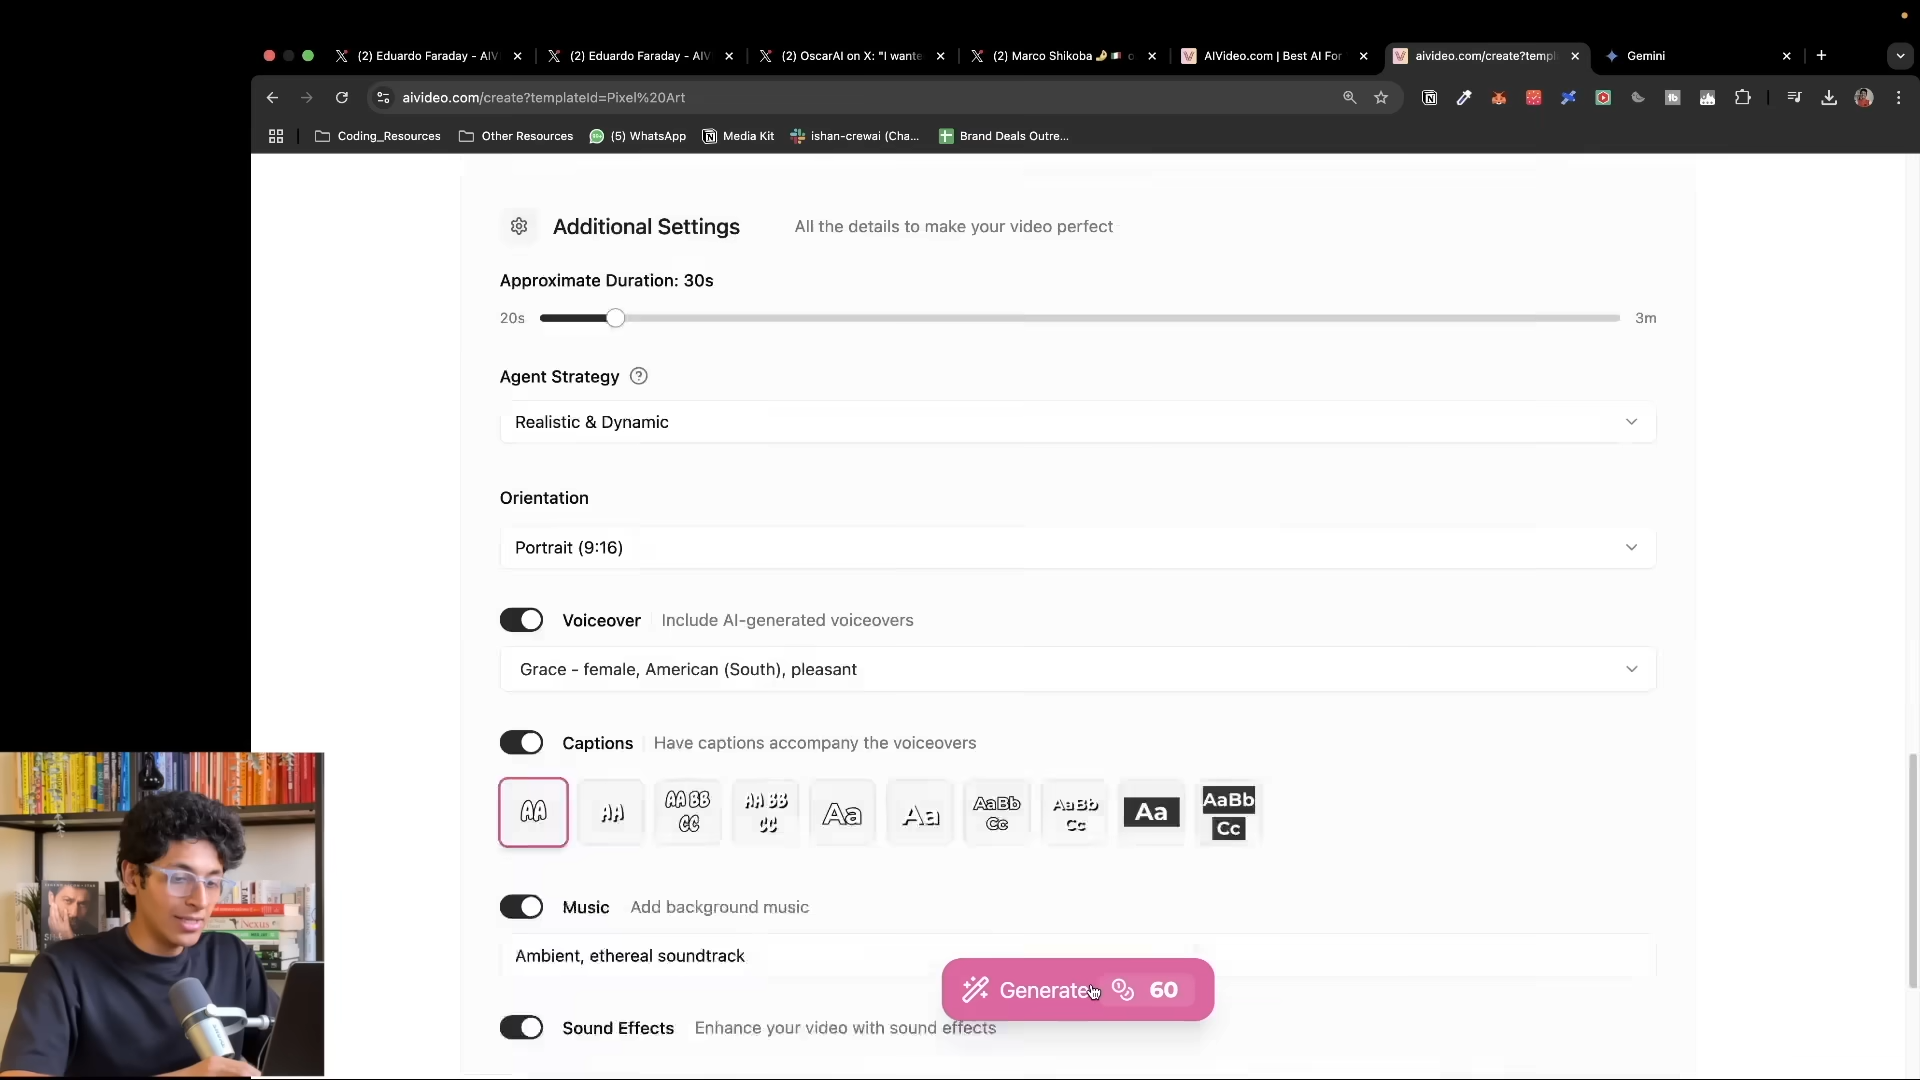 (2) Eduardo Faraday - AIV
(2) Eduardo Faraday - AIV
(2) OscarAI on X: "I wante
(2) Marco Shikoba
AIVideo.com | Best AI For
aivideo.com/create?templ
Gemini
aivideo.com/create?templateId=Pixel%20Art
Coding_Resources
Other Resources
(5) WhatsApp
Media Kit
ishan-crewai (Cha...
Brand Deals Outre...
Additional Settings
All the details to make your video perfect
Approximate Duration: 30s
20s
3m
Agent Strategy
Realistic & Dynamic
Orientation
Portrait (9:16)
Voiceover
Include AI-generated voiceovers
Grace - female, American (South), pleasant
Captions
Have captions accompany the voiceovers
AA
AA
AA BB
CC
AA BB
CC
Aa
Aa
AaBb
Cc
AaBb
Cc
Aa
AaBb
Cc
Music
Add background music
Ambient, ethereal soundtrack
Generate 60
Sound Effects
Enhance your video with sound effects
Nexus